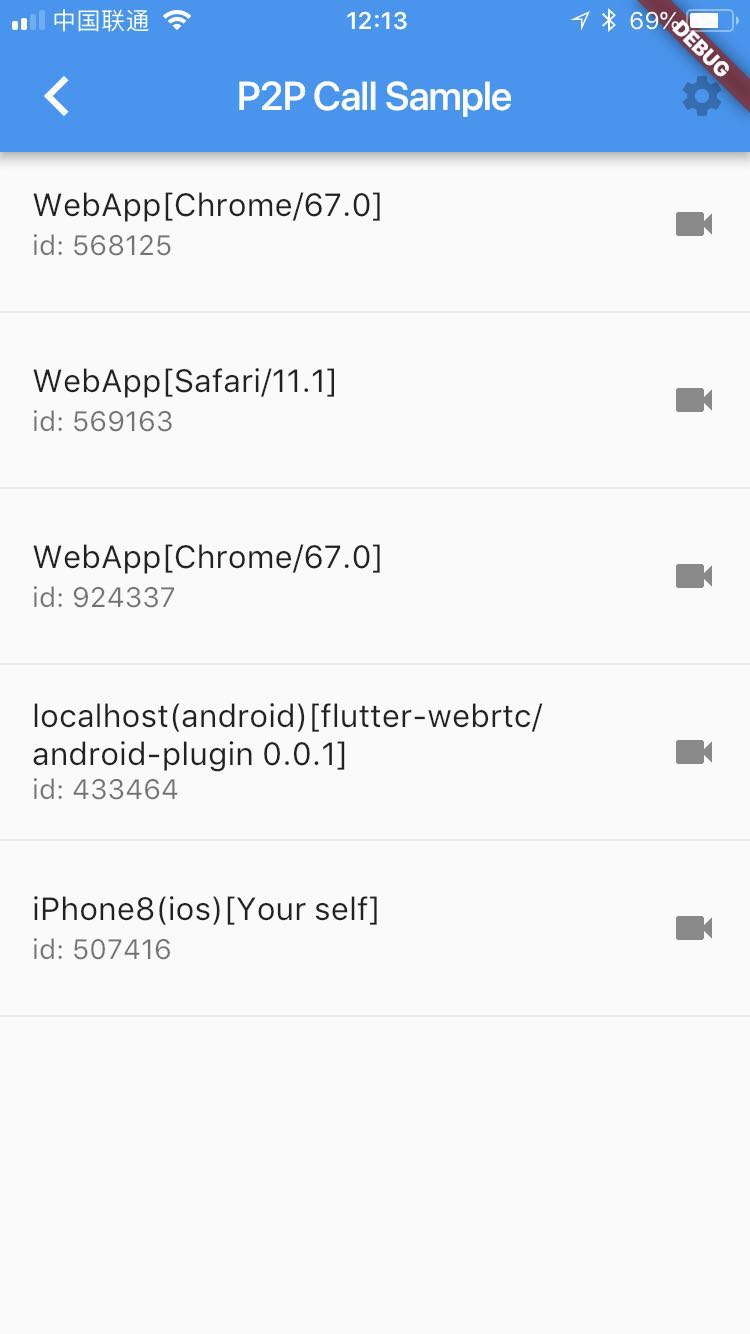 中国联通 12:13 69%
DEBUG
P2P Call Sample
WebApp[Chrome/67.0]
id: 568125
WebApp[Safari/11.1]
id: 569163
WebApp[Chrome/67.0]
id: 924337
localhost(android)[flutter-webrtc/
android-plugin 0.0.1]
id: 433464
iPhone8(ios)[Your self]
id: 507416